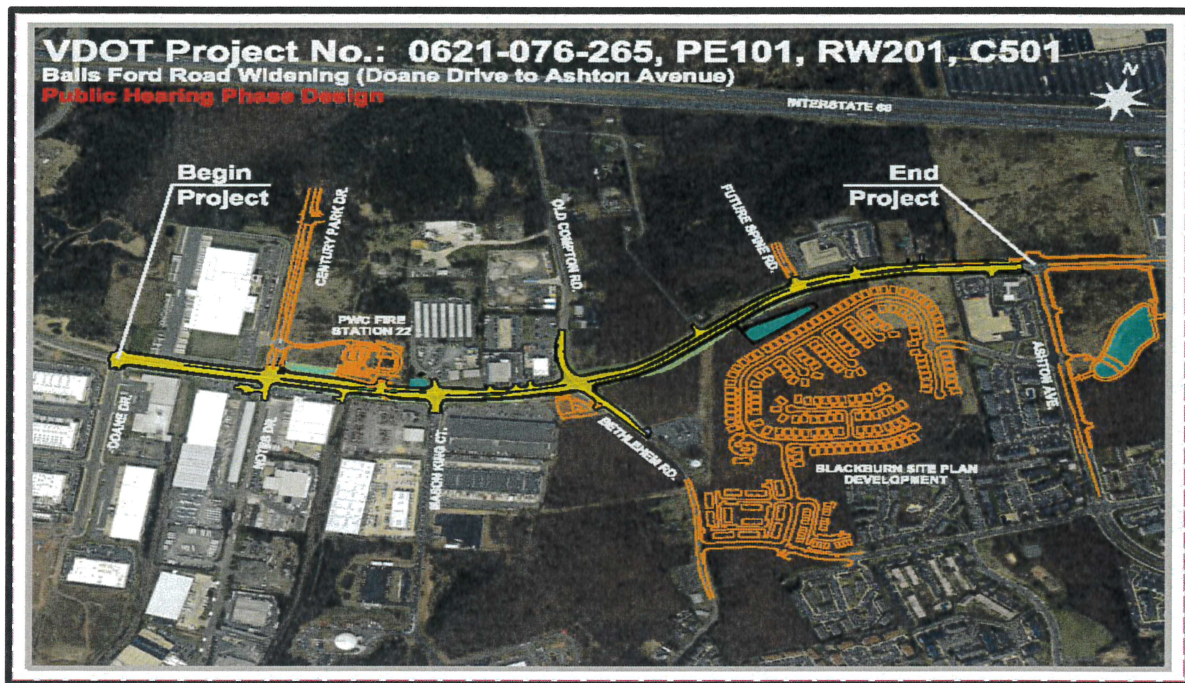 VDOT Project No.: 0621-076-265, PE101, RW201, C501
Balls Ford Road Widening (Doane Drive to Ashton Avenue)
Public Hearing Phase Design
INTERSTATE 66
N
Begin
Project
End
Project
CENTURY PARK DR.
OLD COMPTON RD.
FUTURE SPINE RD.
PWC FIRE
STATION 22
DOANE DR.
NOTES DR.
MASON KING CT.
BETHLEHEM RD.
ASHTON AVE.
BLACKBURN SITE PLAN
DEVELOPMENT